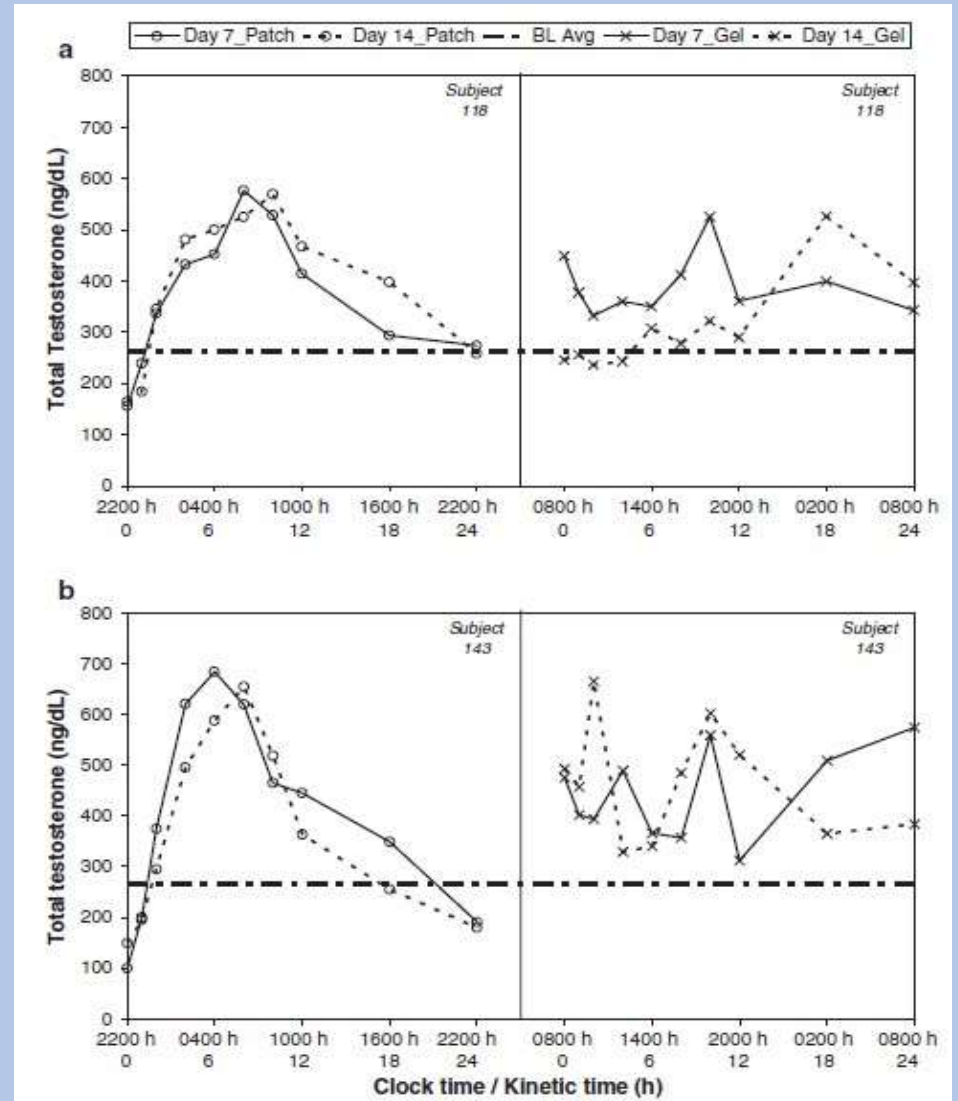 a
Day 7_Patch Day 14_Patch BL Avg Day 7_Gel Day 14_Gel
Total Testosterone (ng/dL)
800
700
600
500
400
300
200
100
0
Subject
118
Subject
118
2200 h 0400 h 1000 h 1600 h 2200 h 0800 h 1400 h 2000 h 0200 h 0800 h
0 6 12 18 24 0 6 12 18 24
b
Total testosterone (ng/dL)
800
700
600
500
400
300
200
100
0
Subject
143
Subject
143
2200 h 0400 h 1000 h 1600 h 2200 h 0800 h 1400 h 2000 h 0200 h 0800 h
0 6 12 18 24 0 6 12 18 24
Clock time / Kinetic time (h)